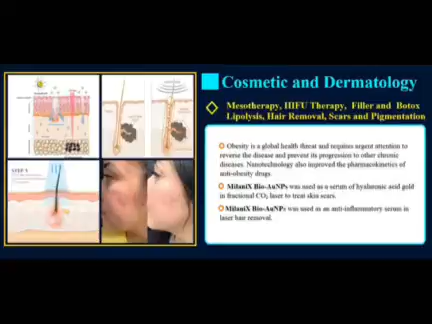 Cosmetic and Dermatology
Mesotherapy, HIFU Therapy, Filler and Botox
Lipolysis, Hair Removal, Scars and Pigmentation
Obesity is a global health threat and requires urgent attention to
reverse the disease and prevent its progression to other chronic
diseases. Nanotechnology also improved the pharmacokinetics of
anti-obesity drugs.
MilaniX Bio-AuNPs was used as a serum of hyaluronic acid gold
in fractional CO₂ laser to treat skin scars.
MilaniX Bio-AuNPs was used as an anti-inflammatory serum in
laser hair removal.
STEP 1